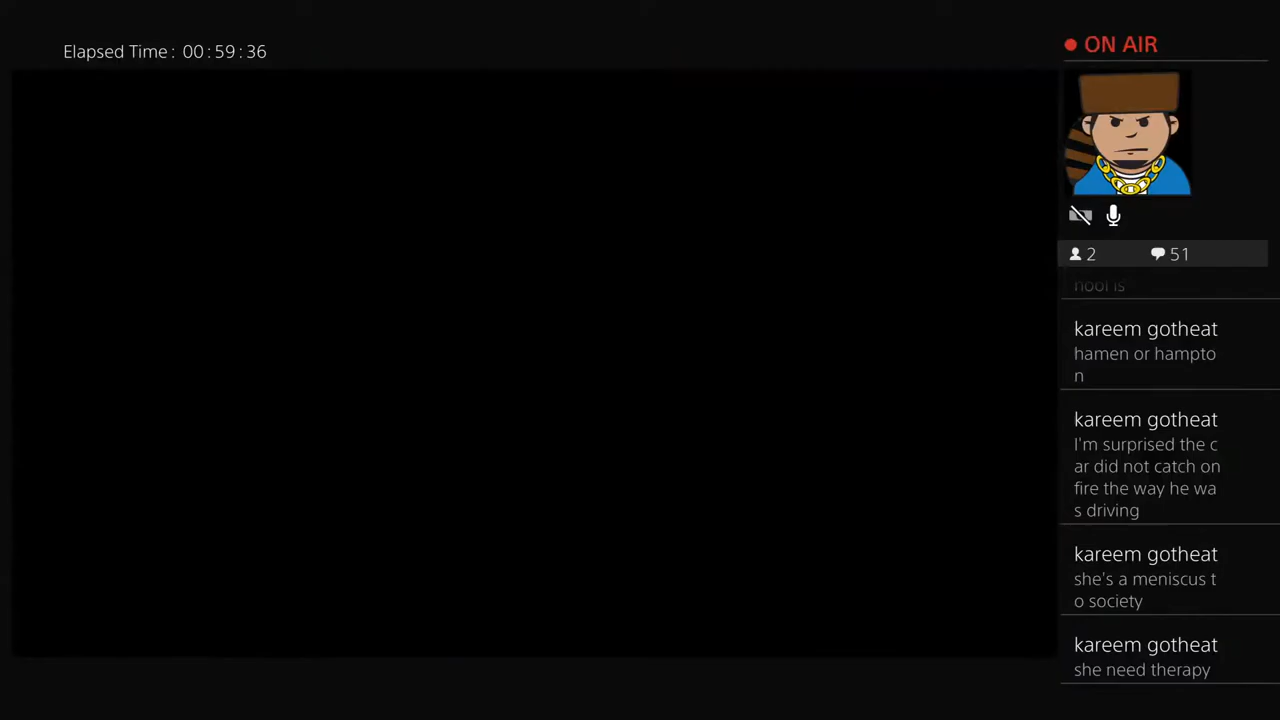 Elapsed Time: 00:59:36
ON AIR
2 51
hool is
kareem gotheat
hamen or hampto
n
kareem gotheat
I'm surprised the c
ar did not catch on
fire the way he wa
s driving
kareem gotheat
she's a meniscus t
o society
kareem gotheat
she need therapy